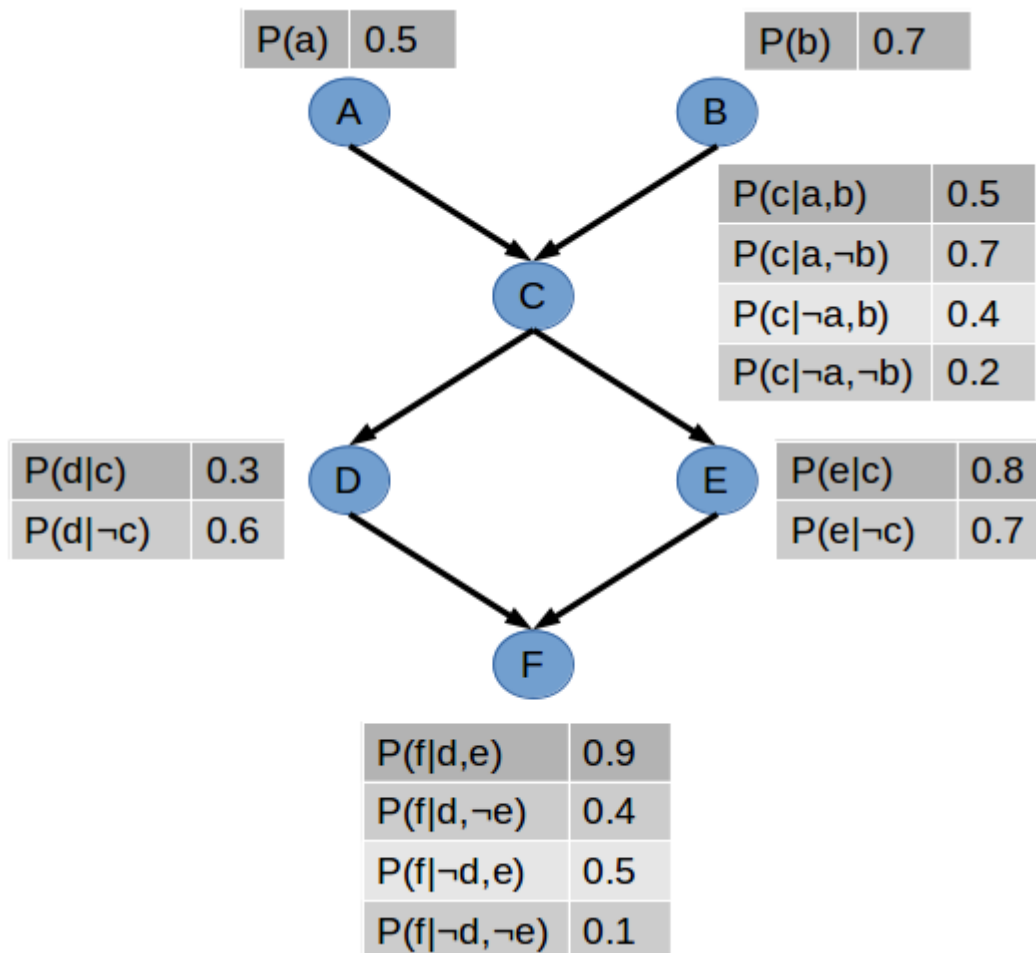 P(a) 0.5
P(b) 0.7
A
B
P(c|a,b) 0.5
P(c|a,¬b) 0.7
P(c|¬a,b) 0.4
P(c|¬a,¬b) 0.2
C
P(d|c) 0.3
P(d|¬c) 0.6
D
E
P(e|c) 0.8
P(e|¬c) 0.7
F
P(f|d,e) 0.9
P(f|d,¬e) 0.4
P(f|¬d,e) 0.5
P(f|¬d,¬e) 0.1